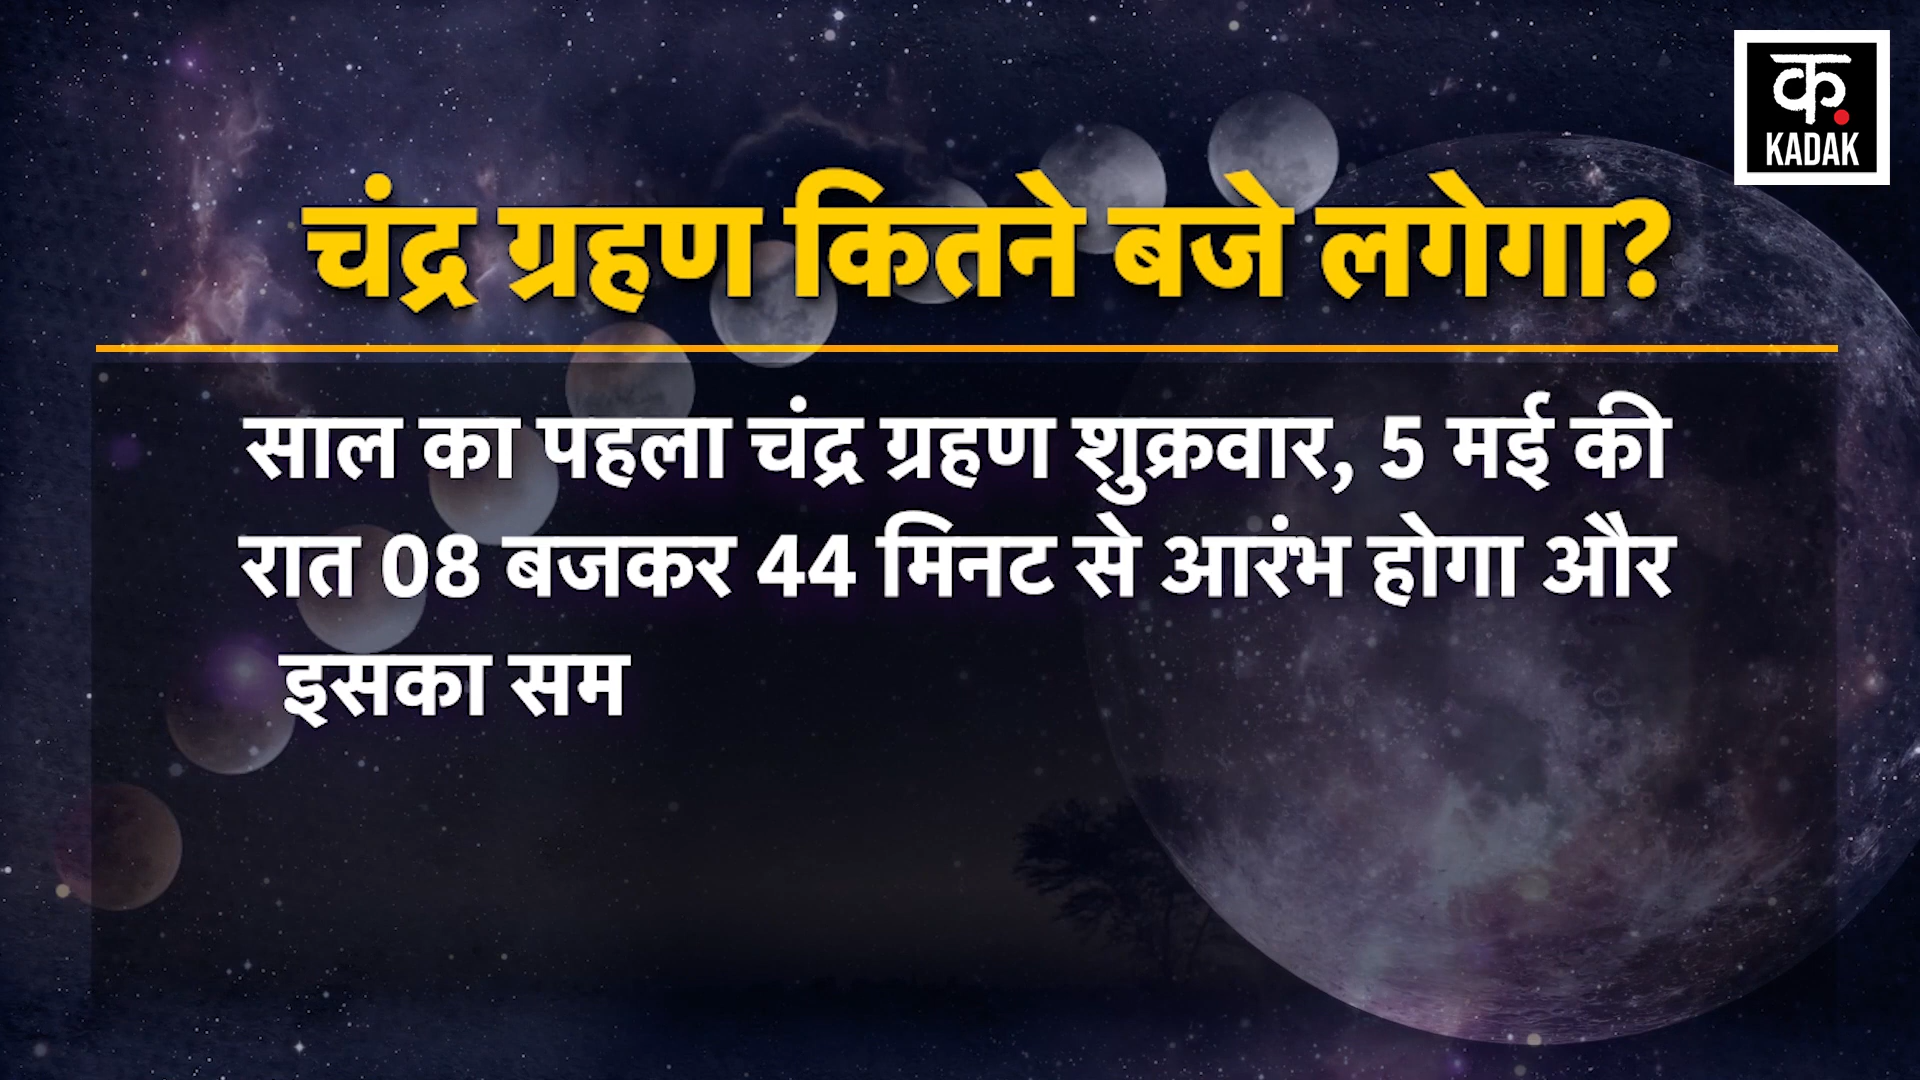 क.
KADAK
चंद्र ग्रहण कितने बजे लगेगा?
साल का पहला चंद्र ग्रहण शुक्रवार, 5 मई की
रात 08 बजकर 44 मिनट से आरंभ होगा और
इसका सम